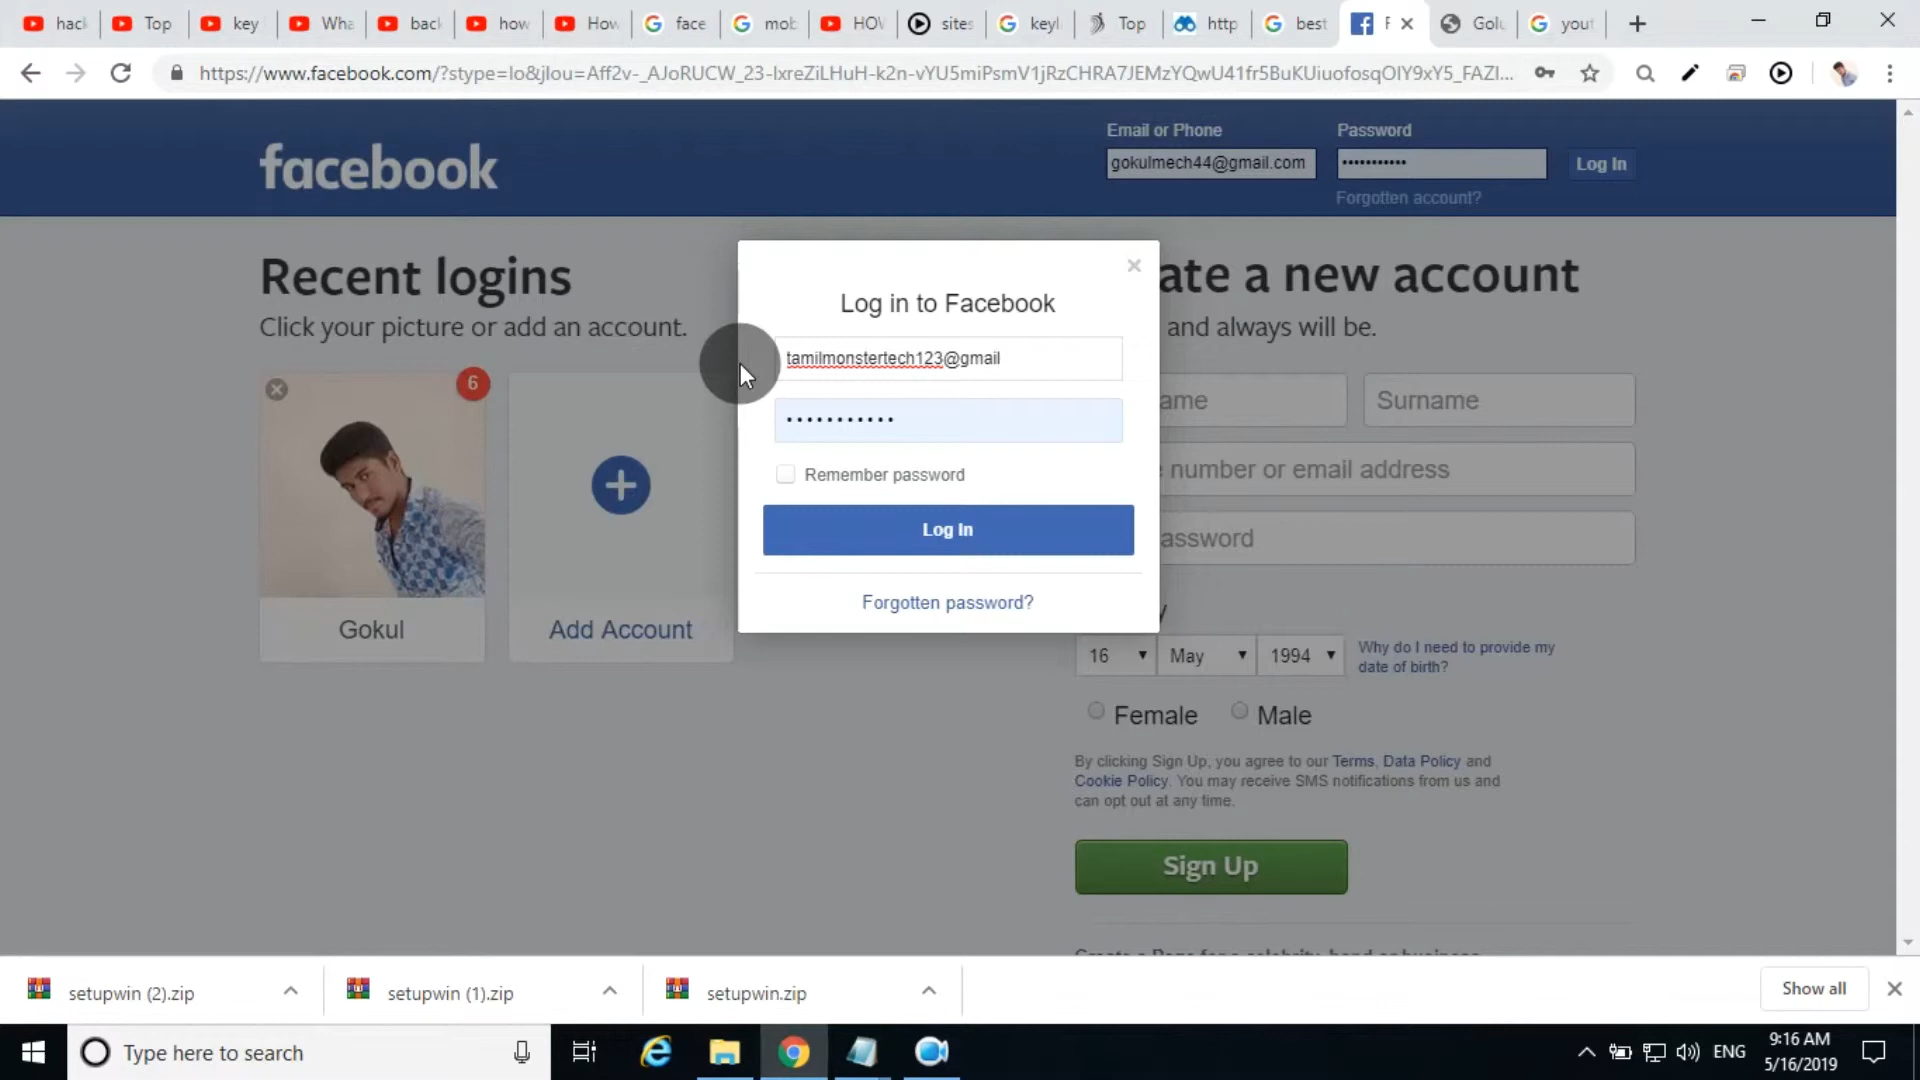 hac
Top
key
Wha
bac
how
How
face
mob
HOW
sites
keyl
Top
http
best
F
Golu
yout
https://www.facebook.com/?stype=lo&jlou=Aff2v-_AJoRUCW_23-lxreZiLHuH-k2n-vYU5miPsmV1jRzCHRA7JEMzYQwU41fr5BuKUiuofosqOIY9xY5_FAZI...
facebook
Email or Phone
Password
gokulmech44@gmail.com
•••••••••••
Log In
Forgotten account?
Recent logins
Click your picture or add an account.
6
Gokul
Add Account
Log in to Facebook
tamilmonstertech123@gmail
•••••••••••
Remember password
Log In
Forgotten password?
ate a new account
and always will be.
ame
Surname
number or email address
assword
y
16
May
1994
Why do I need to provide my
date of birth?
Female
Male
By clicking Sign Up, you agree to our Terms, Data Policy and
Cookie Policy. You may receive SMS notifications from us and
can opt out at any time.
Sign Up
setupwin (2).zip
setupwin (1).zip
setupwin.zip
Show all
Type here to search
ENG
9:16 AM
5/16/2019